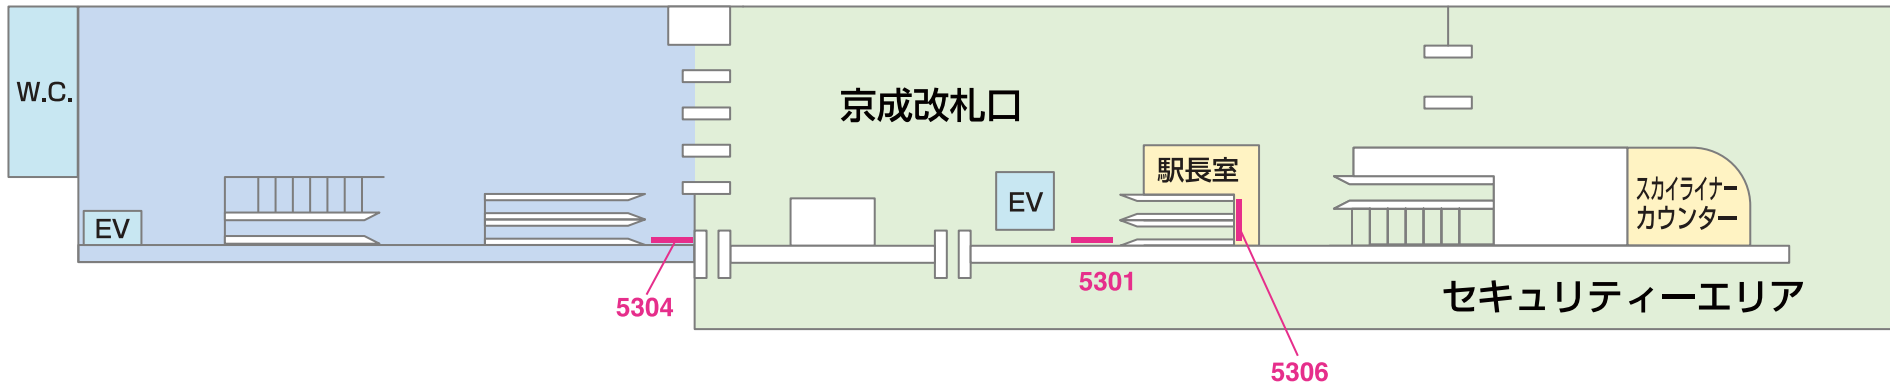 W.C.
京成改札口
駅長室
スカイライナー
カウンター
EV
EV
5304
5301
セキュリティーエリア
5306